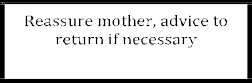 Reassure mother, advice to
return if necessary